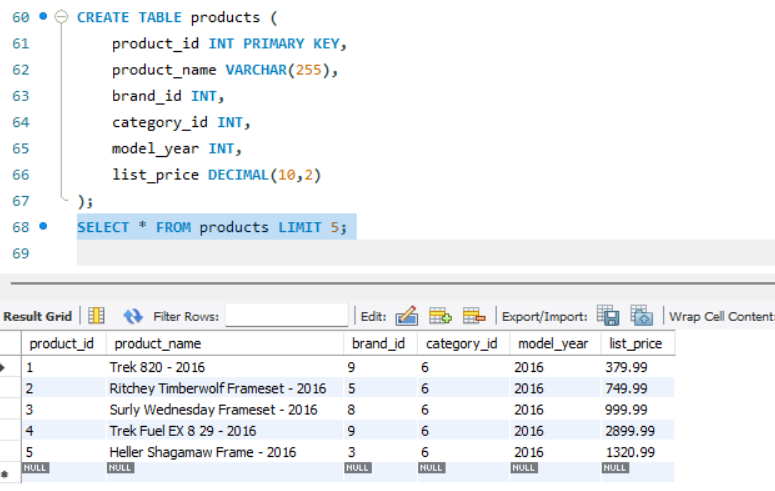 60 CREATE TABLE products (
61 product_id INT PRIMARY KEY,
62 product_name VARCHAR(255),
63 brand_id INT,
64 category_id INT,
65 model_year INT,
66 list_price DECIMAL(10,2)
67 );
68 SELECT * FROM products LIMIT 5;
69
Result Grid Filter Rows: Edit: Export/Import: Wrap Cell Content:
product_id product_name brand_id category_id model_year list_price
1 Trek 820 - 2016 9 6 2016 379.99
2 Ritchey Timberwolf Frameset - 2016 5 6 2016 749.99
3 Surly Wednesday Frameset - 2016 8 6 2016 999.99
4 Trek Fuel EX 8 29 - 2016 9 6 2016 2899.99
5 Heller Shagamaw Frame - 2016 3 6 2016 1320.99
NULL NULL NULL NULL NULL NULL